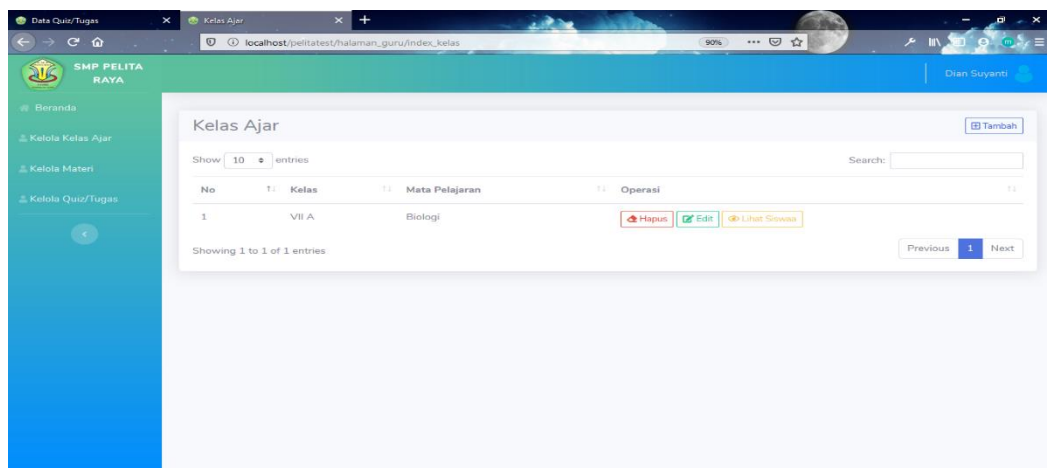 Data Quiz/Tugas
Kelas Ajar
localhost/pelitatest/halaman_guru/index_kelas
90%
SMP PELITA
RAYA
Dian Suyanti
Beranda
Kelola Kelas Ajar
Kelola Materi
Kelola Quiz/Tugas
Kelas Ajar
Tambah
Show 10 entries
Search:
No Kelas Mata Pelajaran Operasi
1 VII A Biologi Hapus Edit Lihat Siswaa
Showing 1 to 1 of 1 entries
Previous 1 Next